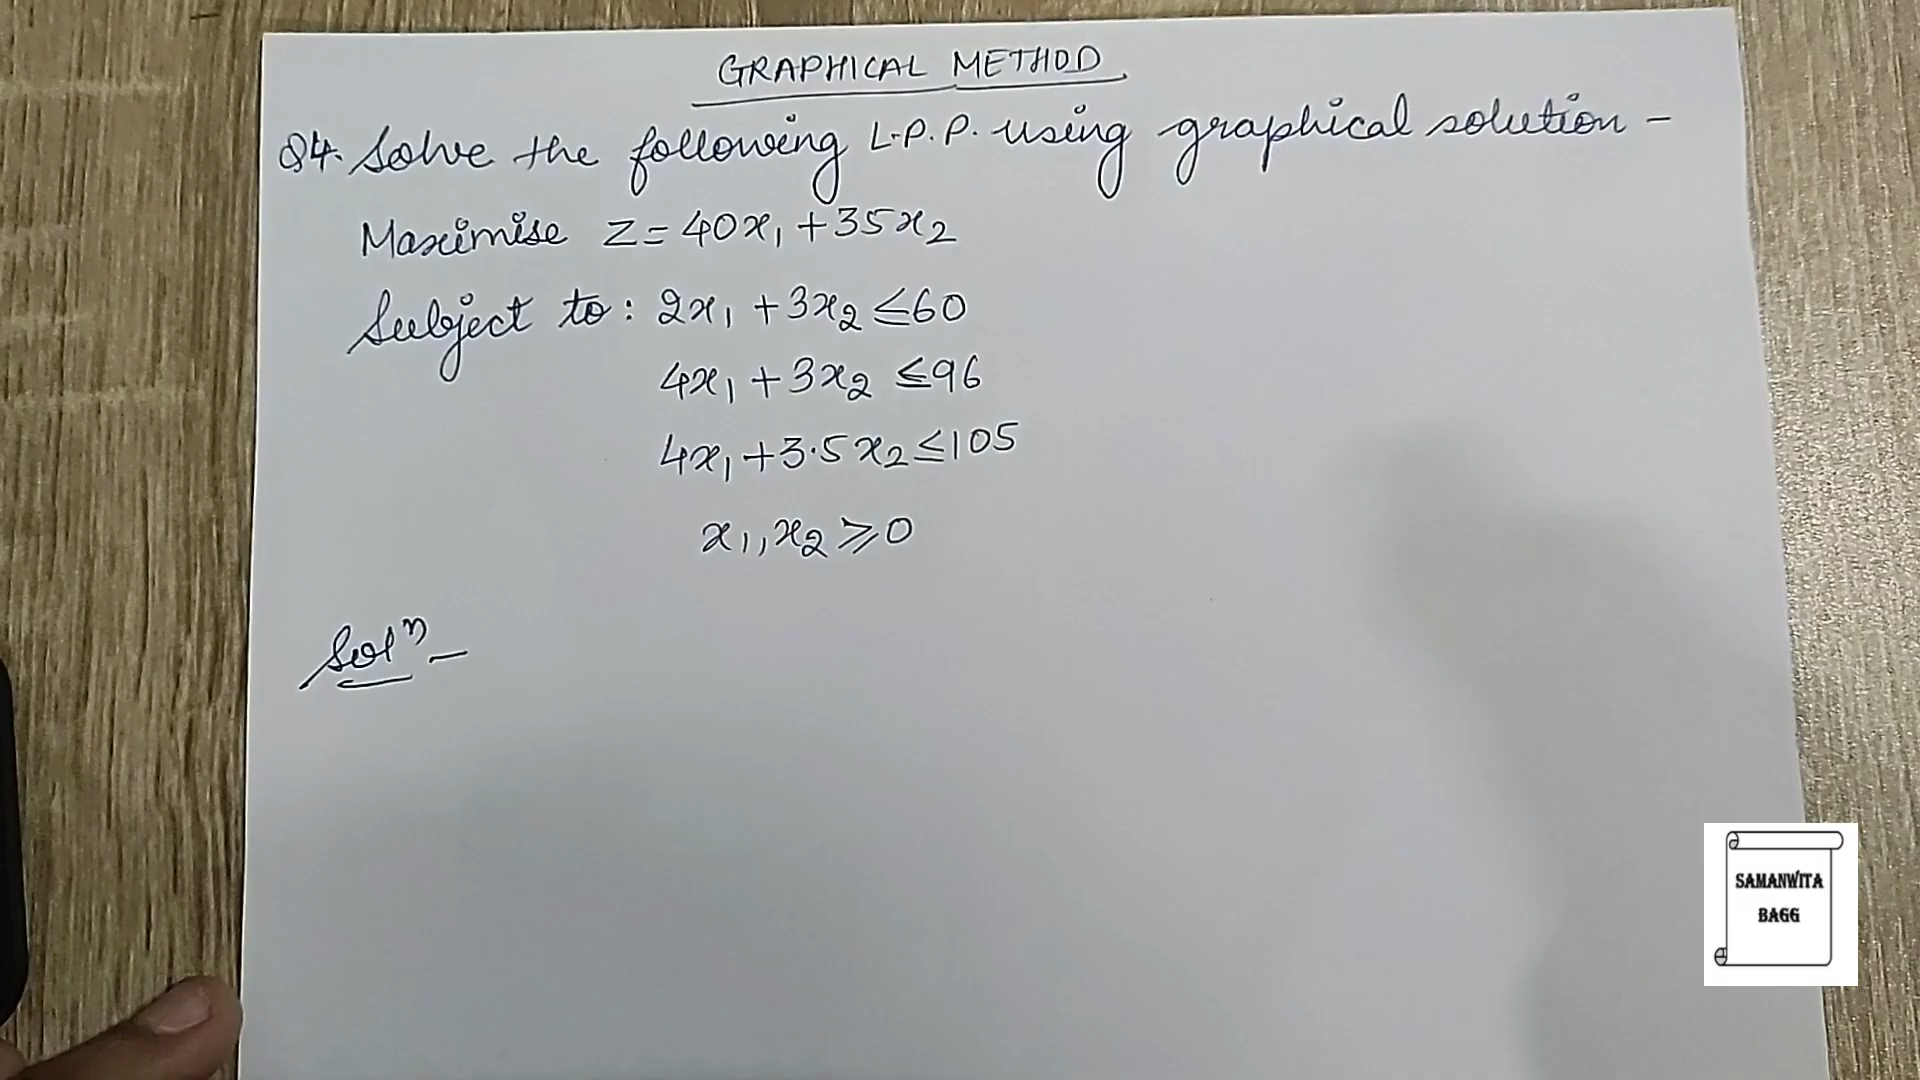 GRAPHICAL METHOD
Q4. Solve the following L.P.P. using graphical solution -
Maximise Z = 40x₁ + 35x₂
Subject to: 2x₁ + 3x₂ ≤ 60
4x₁ + 3x₂ ≤ 96
4x₁ + 3.5x₂ ≤ 105
x₁, x₂ ≥ 0
Solⁿ -
SAMANWITA
BAGG